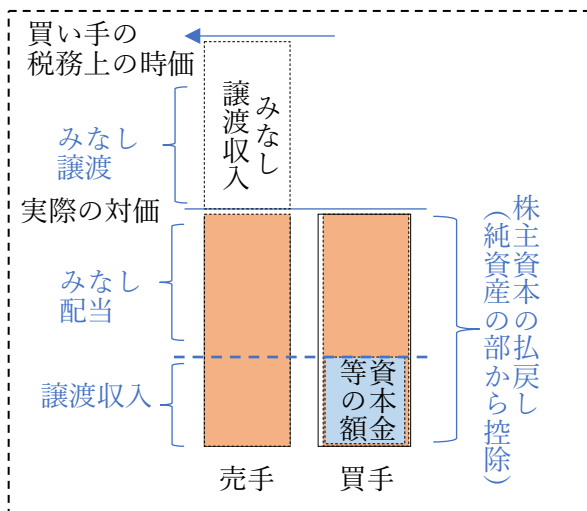 買い手の
税務上の時価
みなし
譲渡収入
みなし
譲渡
実際の対価
みなし
配当
譲渡収入
資本金
等の額
株主資本の払戻し
（純資産の部から控除）
売手
買手